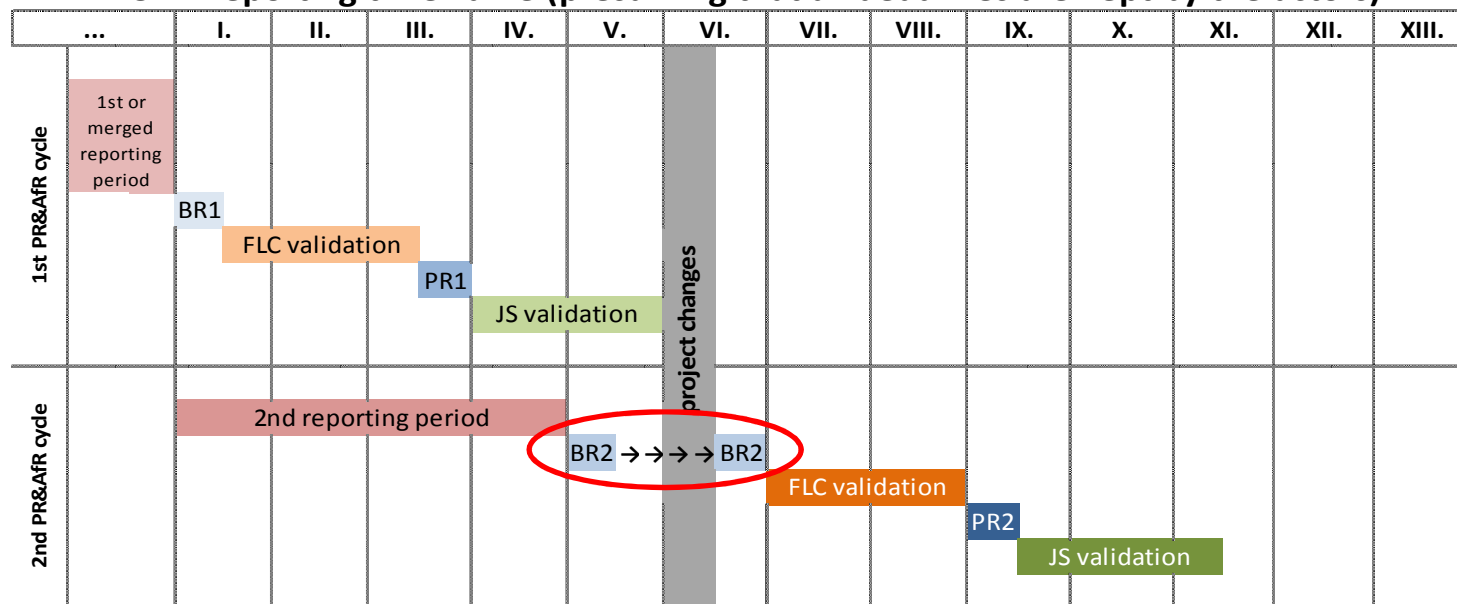 ... I. II. III. IV. V. VI. VII. VIII. IX. X. XI. XII. XIII.
1st PR&AfR cycle
1st or
merged
reporting
period
BR1
FLC validation
PR1
JS validation
project changes
2nd PR&AfR cycle
2nd reporting period
BR2 → → → → BR2
FLC validation
PR2
JS validation